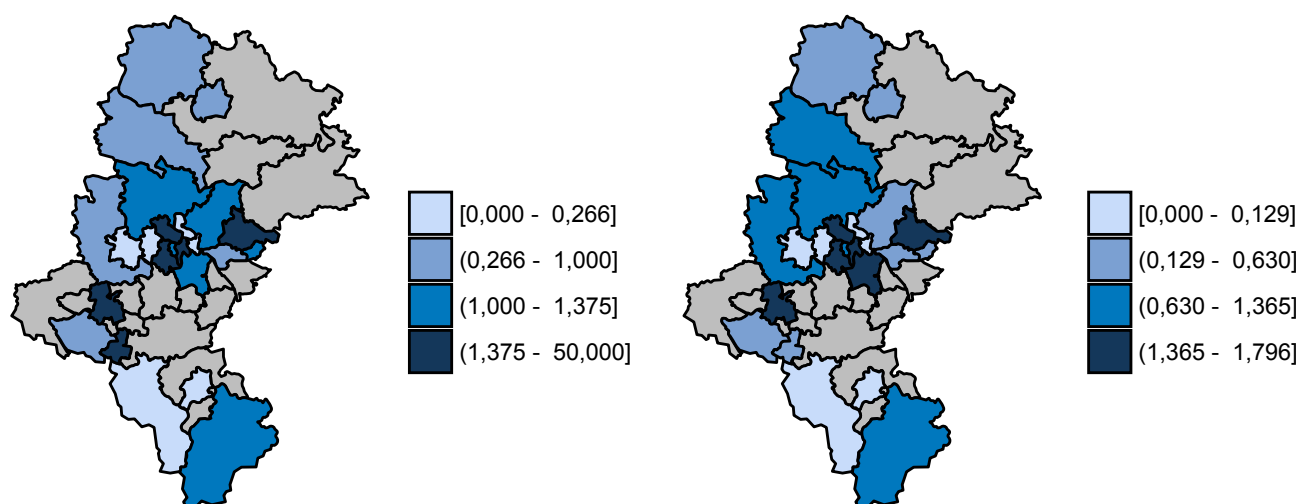 [0,000 - 0,266]
(0,266 - 1,000]
(1,000 - 1,375]
(1,375 - 50,000]
[0,000 - 0,129]
(0,129 - 0,630]
(0,630 - 1,365]
(1,365 - 1,796]